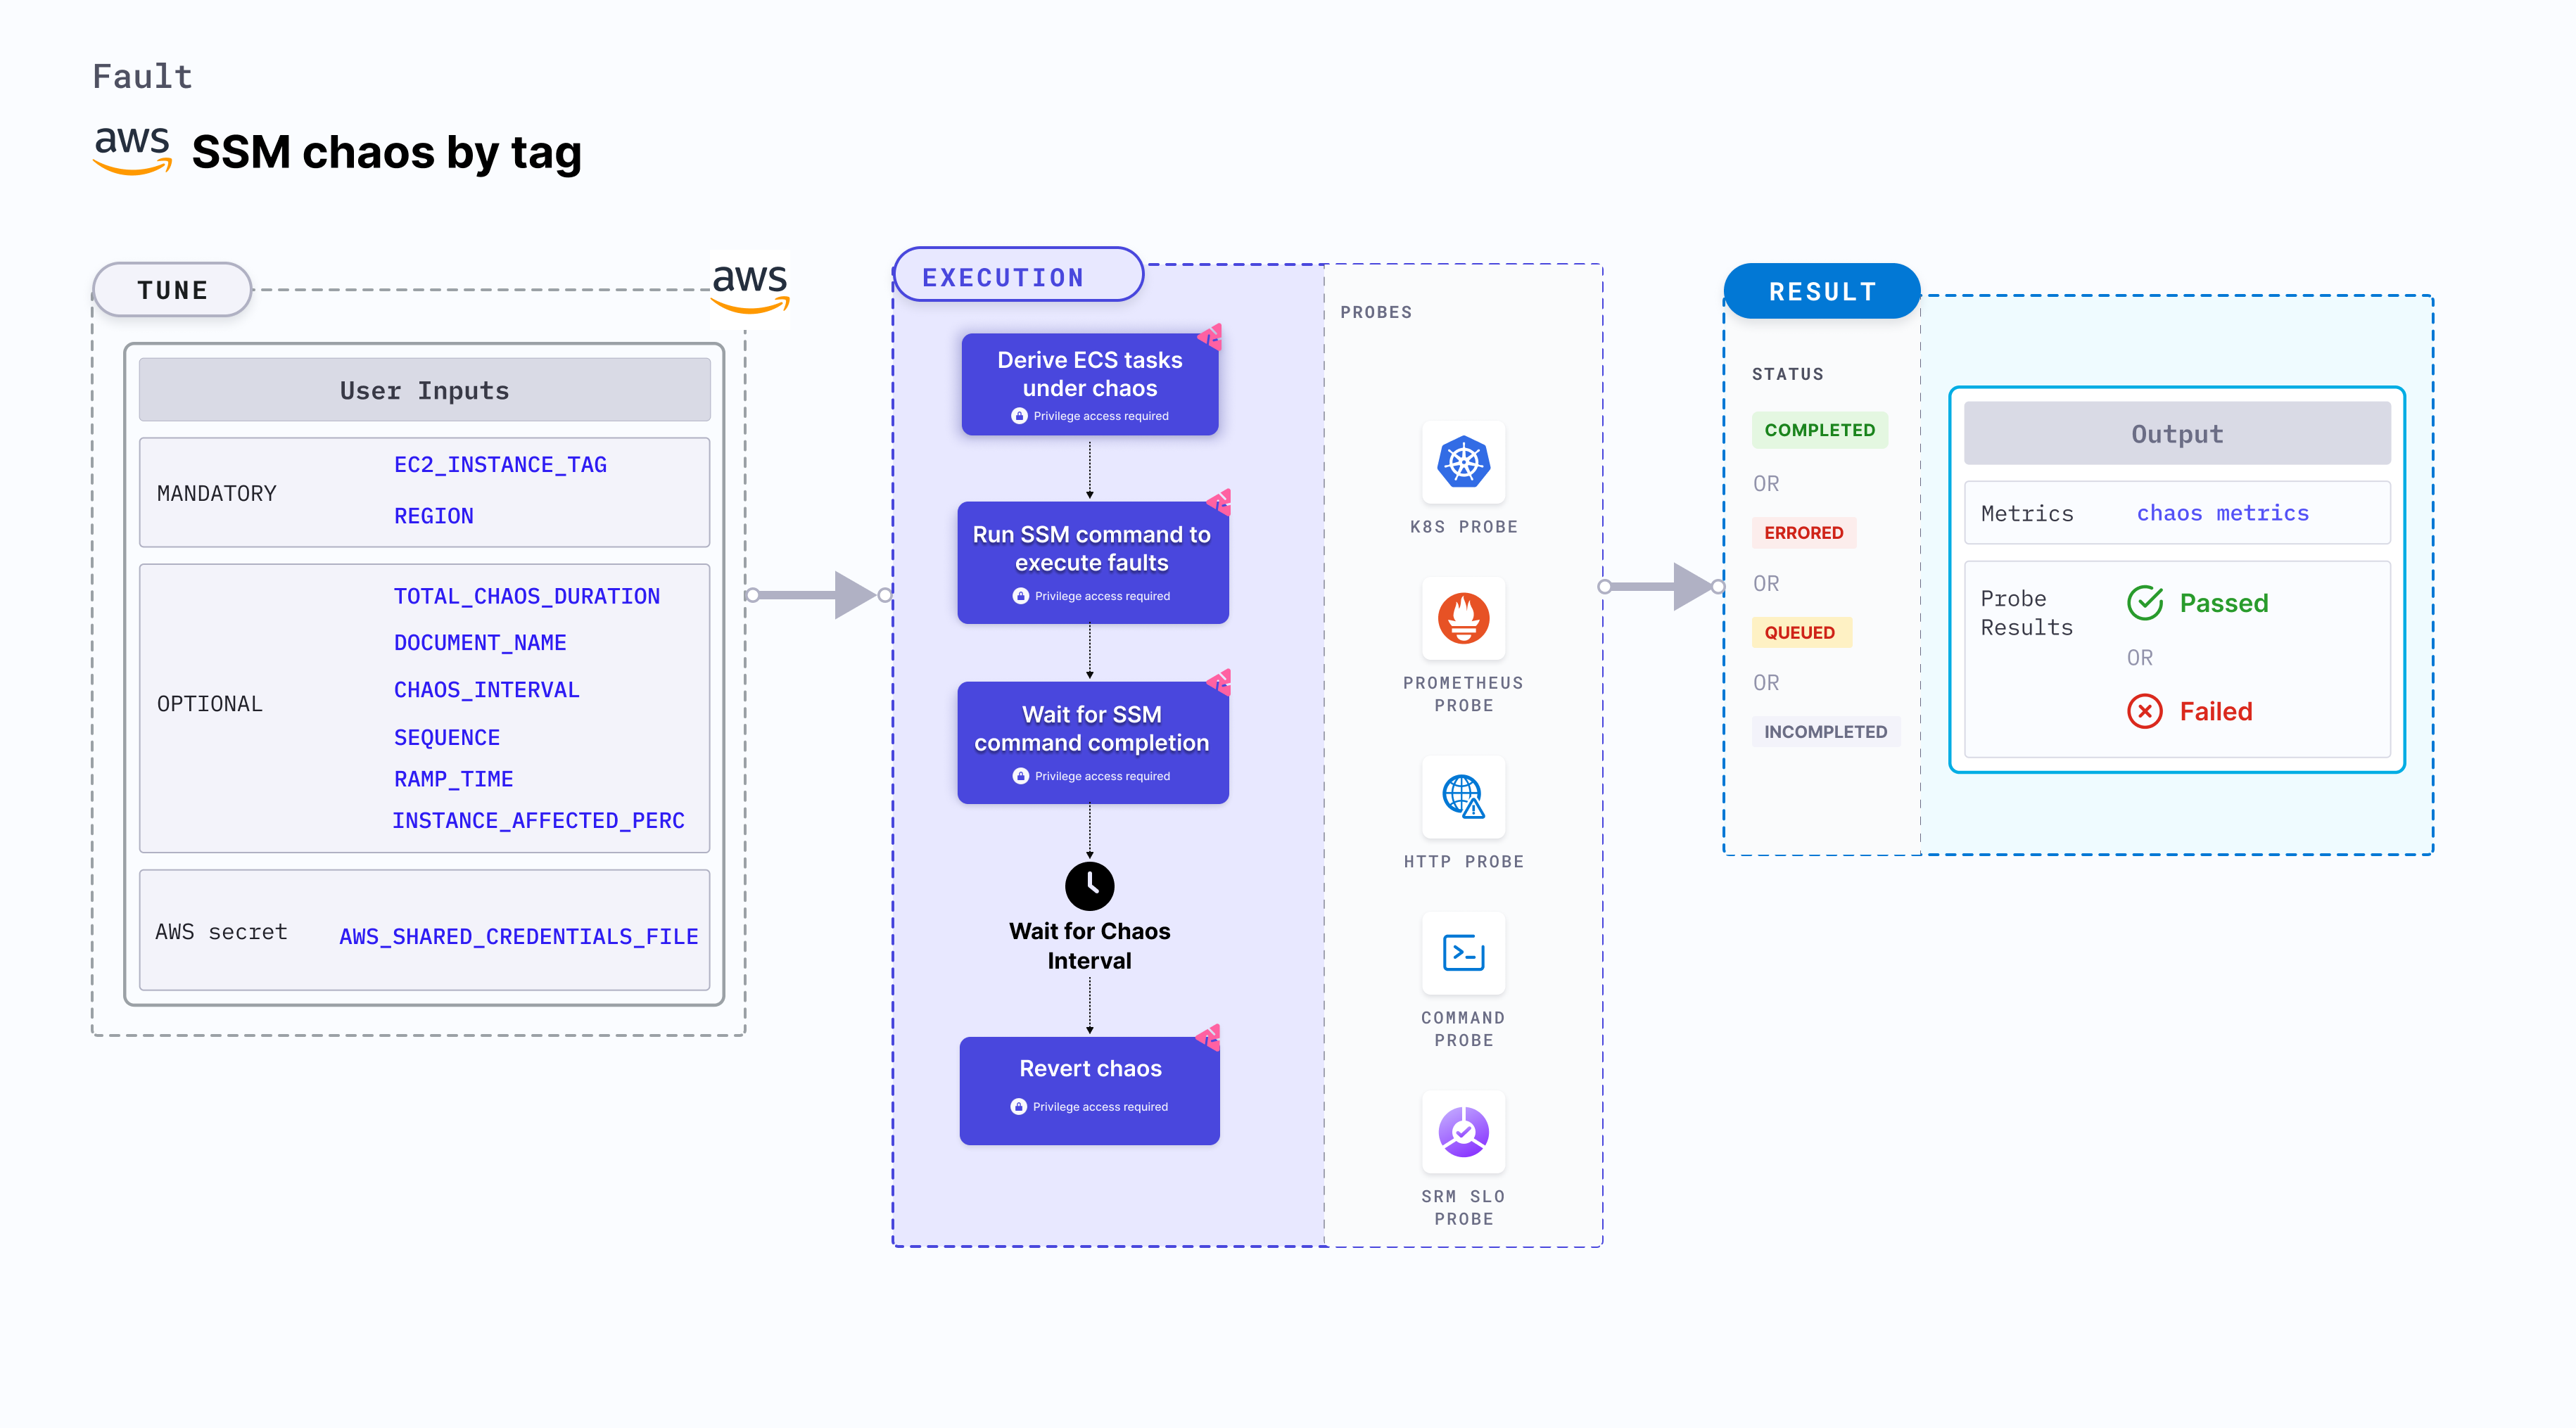 Fault
aws SSM chaos by tag
TUNE
aws
User Inputs
MANDATORY
EC2_INSTANCE_TAG
REGION
OPTIONAL
TOTAL_CHAOS_DURATION
DOCUMENT_NAME
CHAOS_INTERVAL
SEQUENCE
RAMP_TIME
INSTANCE_AFFECTED_PERC
AWS secret
AWS_SHARED_CREDENTIALS_FILE
EXECUTION
Derive ECS tasks
under chaos
Privilege access required
Run SSM command to
execute faults
Privilege access required
Wait for SSM
command completion
Privilege access required
Wait for Chaos
Interval
Revert chaos
Privilege access required
PROBES
K8S PROBE
PROMETHEUS
PROBE
HTTP PROBE
COMMAND
PROBE
SRM SLO
PROBE
RESULT
STATUS
COMPLETED
OR
ERRORED
OR
QUEUED
OR
INCOMPLETED
Output
Metrics
chaos metrics
Probe
Results
Passed
OR
Failed